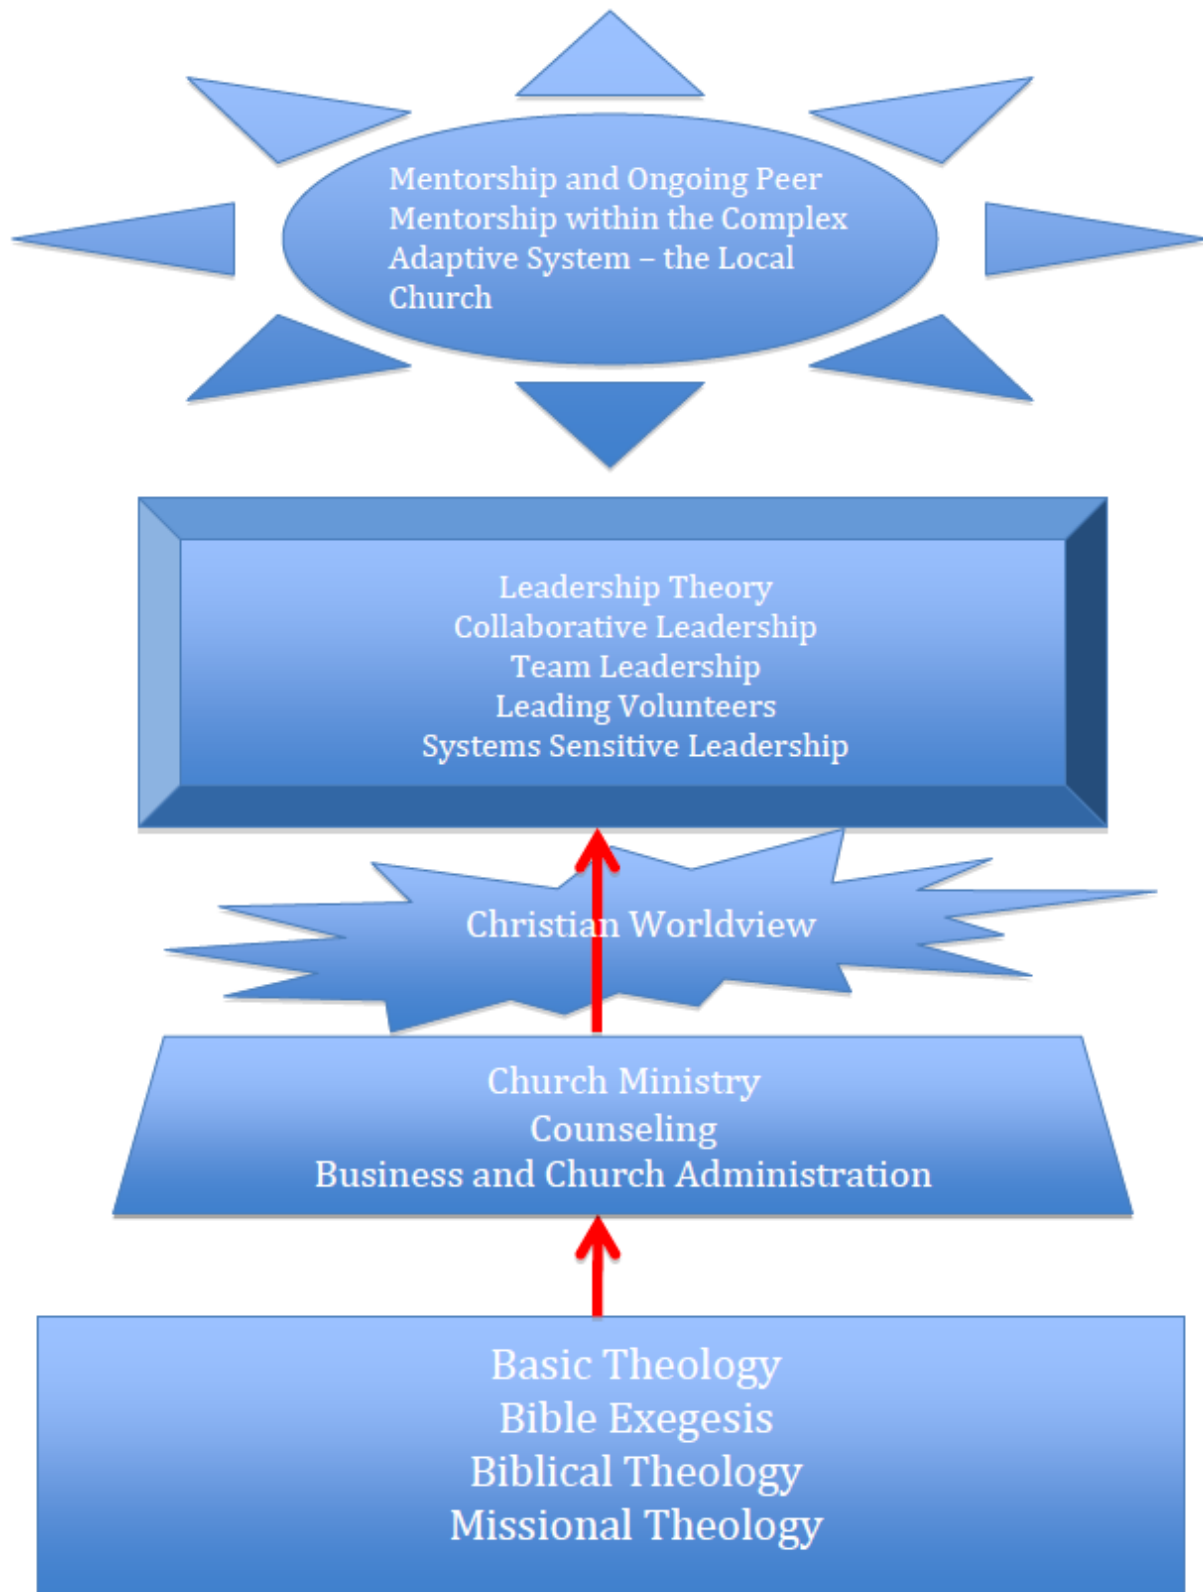 Mentorship and Ongoing Peer
Mentorship within the Complex
Adaptive System – the Local
Church
Leadership Theory
Collaborative Leadership
Team Leadership
Leading Volunteers
Systems Sensitive Leadership
Christian Worldview
Church Ministry
Counseling
Business and Church Administration
Basic Theology
Bible Exegesis
Biblical Theology
Missional Theology